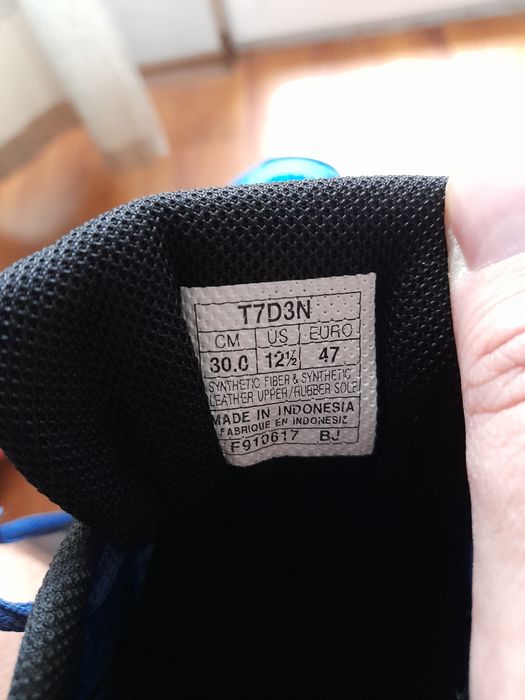 T7D3N
CM US EURO
30.0 12½ 47
SYNTHETIC FIBER & SYNTHETIC
LEATHER UPPER/RUBBER SOLE
MADE IN INDONESIA
FABRIQUE EN INDONESIE
F910617 BJ